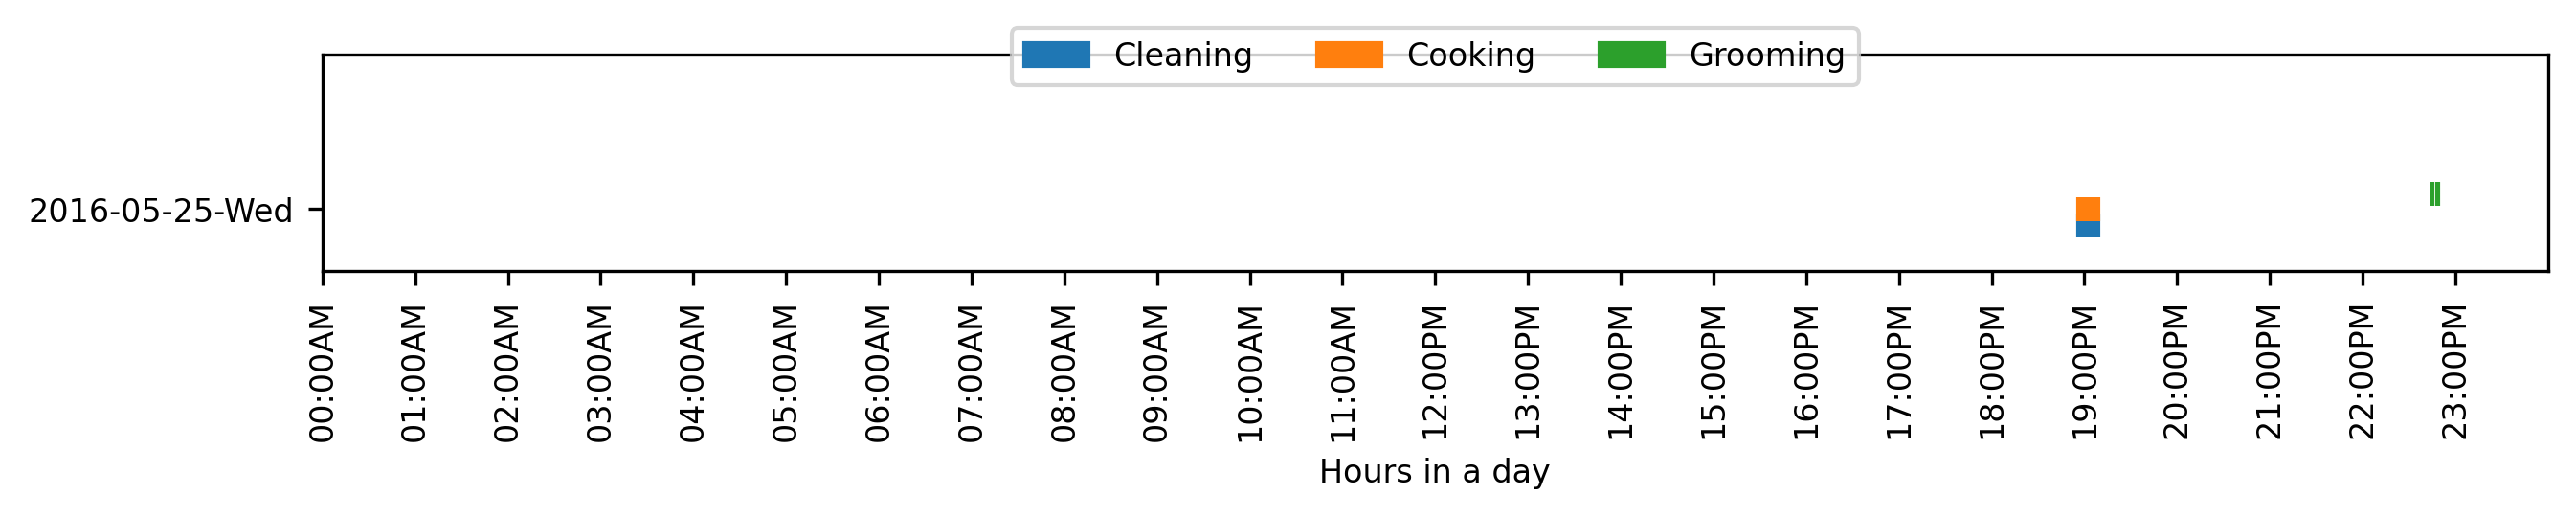 Cleaning Cooking Grooming
2016-05-25-Wed
00:00AM
01:00AM
02:00AM
03:00AM
04:00AM
05:00AM
06:00AM
07:00AM
08:00AM
09:00AM
10:00AM
11:00AM
12:00PM
13:00PM
14:00PM
15:00PM
16:00PM
17:00PM
18:00PM
19:00PM
20:00PM
21:00PM
22:00PM
23:00PM
Hours in a day